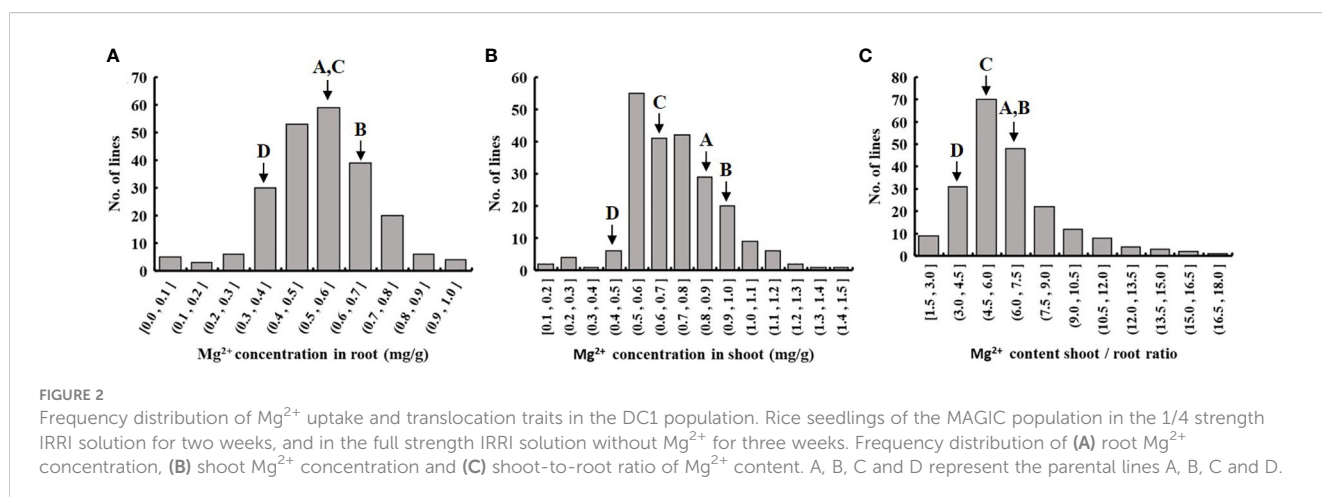 A
No. of lines
70
60
50
40
30
20
10
0
D
A,C
B
[0.0 , 0.1 ]
(0.1 , 0.2 ]
(0.2 , 0.3 ]
(0.3 , 0.4 ]
(0.4 , 0.5 ]
(0.5 , 0.6 ]
(0.6 , 0.7 ]
(0.7 , 0.8 ]
(0.8 , 0.9 ]
(0.9 , 1.0 ]
Mg²⁺ concentration in root (mg/g)
B
No. of lines
60
50
40
30
20
10
0
D
C
A
B
[0.1 , 0.2 ]
(0.2 , 0.3 ]
(0.3 , 0.4 ]
(0.4 , 0.5 ]
(0.5 , 0.6 ]
(0.6 , 0.7 ]
(0.7 , 0.8 ]
(0.8 , 0.9 ]
(0.9 , 1.0 ]
(1.0 , 1.1 ]
(1.1 , 1.2 ]
(1.2 , 1.3 ]
(1.3 , 1.4 ]
(1.4 , 1.5 ]
Mg²⁺ concentration in shoot (mg/g)
C
No. of lines
80
70
60
50
40
30
20
10
0
D
C
A,B
[1.5 , 3.0 ]
(3.0 , 4.5 ]
(4.5 , 6.0 ]
(6.0 , 7.5 ]
(7.5 , 9.0 ]
(9.0 , 10.5 ]
(10.5 , 12.0 ]
(12.0 , 13.5 ]
(13.5 , 15.0 ]
(15.0 , 16.5 ]
(16.5 , 18.0 ]
Mg²⁺ content shoot / root ratio
FIGURE 2
Frequency distribution of Mg²⁺ uptake and translocation traits in the DC1 population. Rice seedlings of the MAGIC population in the 1/4 strength
IRRI solution for two weeks, and in the full strength IRRI solution without Mg²⁺ for three weeks. Frequency distribution of (A) root Mg²⁺
concentration, (B) shoot Mg²⁺ concentration and (C) shoot-to-root ratio of Mg²⁺ content. A, B, C and D represent the parental lines A, B, C and D.